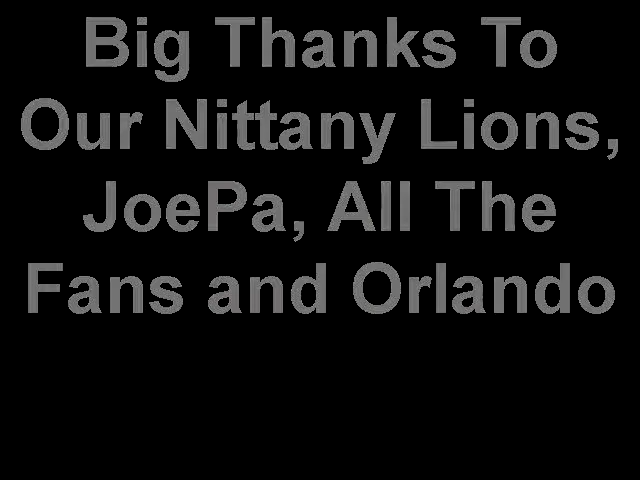 Big Thanks To
Our Nittany Lions,
JoePa, All The
Fans and Orlando